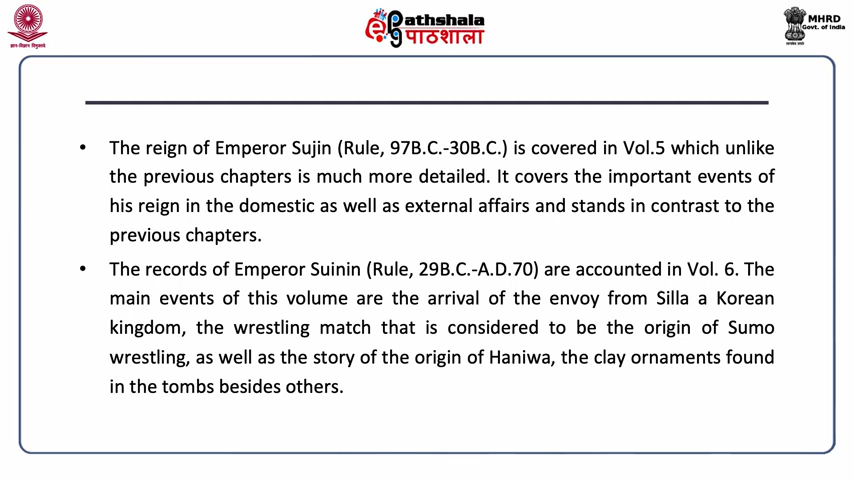 ePathshala
पाठशाला
MHRD
Govt. of India
• The reign of Emperor Sujin (Rule, 97B.C.-30B.C.) is covered in Vol.5 which unlike
the previous chapters is much more detailed. It covers the important events of
his reign in the domestic as well as external affairs and stands in contrast to the
previous chapters.
• The records of Emperor Suinin (Rule, 29B.C.-A.D.70) are accounted in Vol. 6. The
main events of this volume are the arrival of the envoy from Silla a Korean
kingdom, the wrestling match that is considered to be the origin of Sumo
wrestling, as well as the story of the origin of Haniwa, the clay ornaments found
in the tombs besides others.